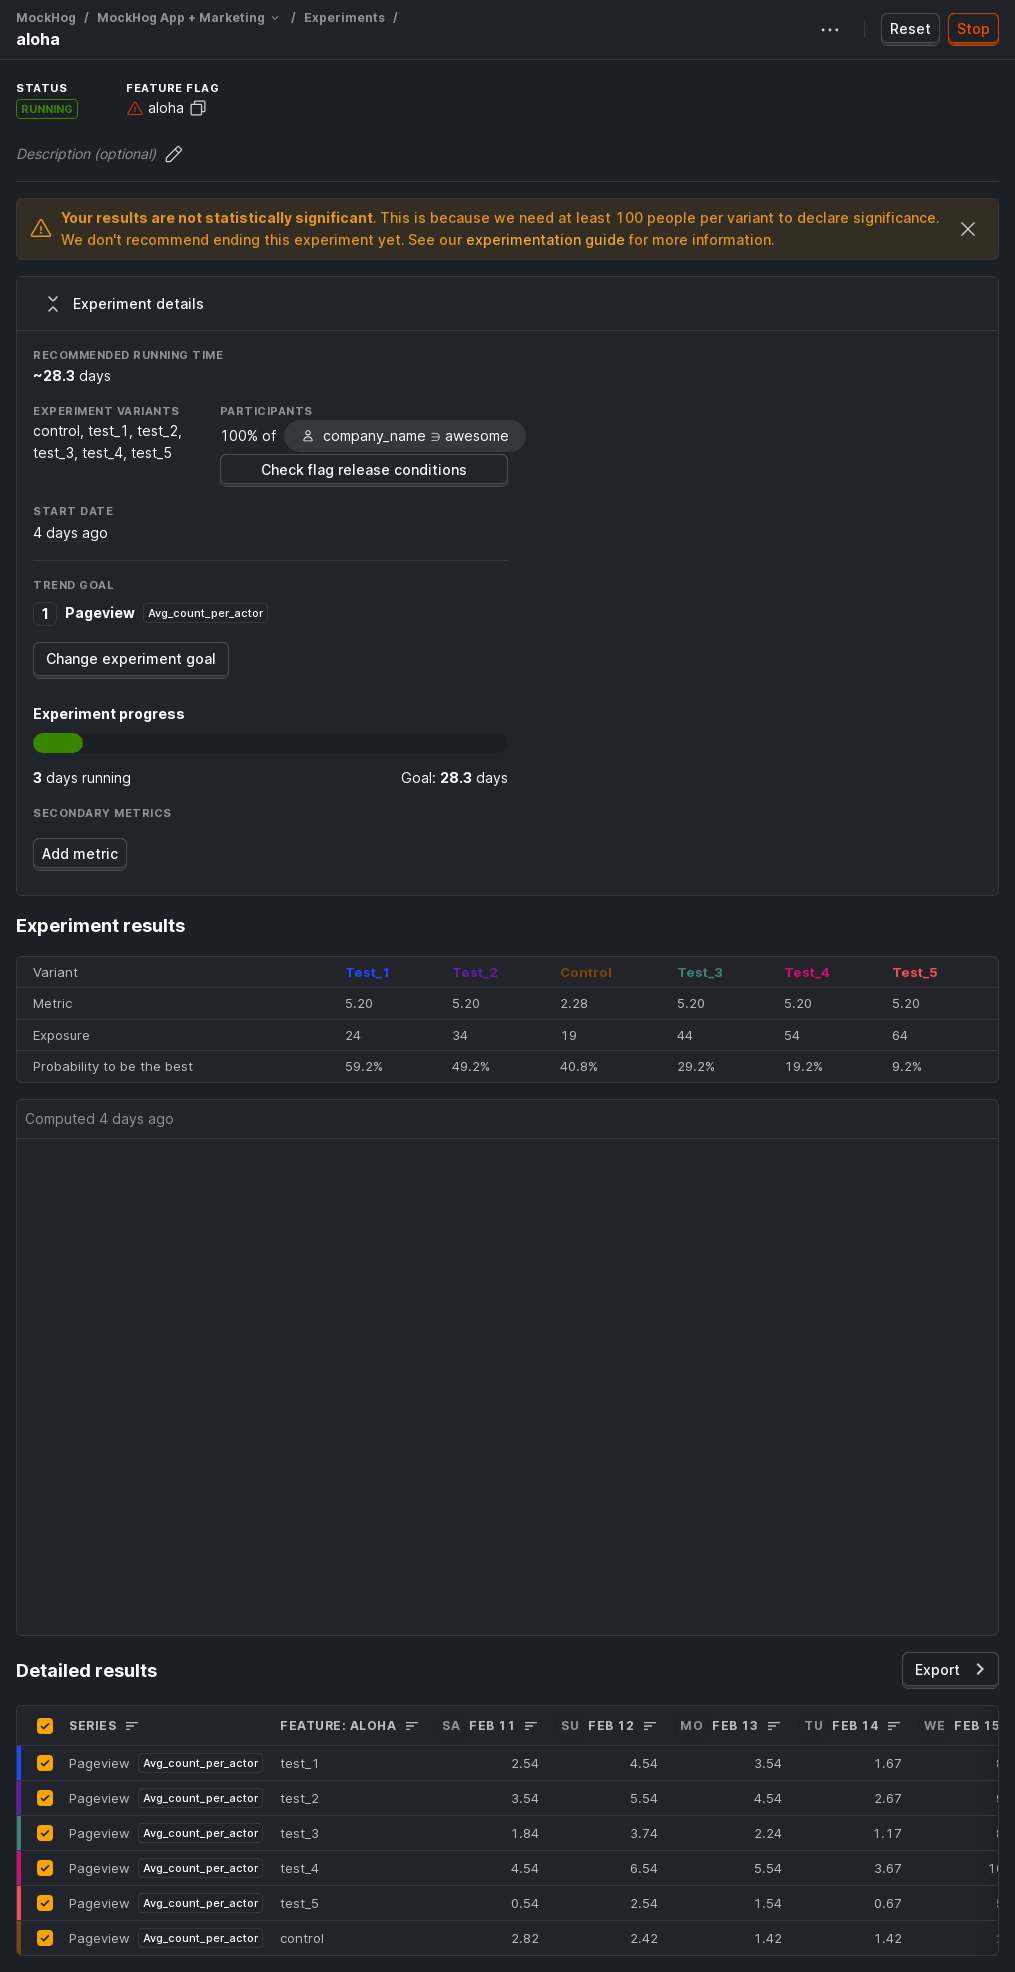 MockHog / MockHog App + Marketing / Experiments /
aloha
Reset Stop
STATUS FEATURE FLAG
RUNNING aloha
Description (optional)
Your results are not statistically significant. This is because we need at least 100 people per variant to declare significance.
We don't recommend ending this experiment yet. See our experimentation guide for more information.
Experiment details
RECOMMENDED RUNNING TIME
~28.3 days
EXPERIMENT VARIANTS PARTICIPANTS
control, test_1, test_2,
test_3, test_4, test_5
100% of company_name ∋ awesome
Check flag release conditions
START DATE
4 days ago
TREND GOAL
1 Pageview Avg_count_per_actor
Change experiment goal
Experiment progress
3 days running Goal: 28.3 days
SECONDARY METRICS
Add metric
Experiment results
Variant Test_1 Test_2 Control Test_3 Test_4 Test_5
Metric 5.20 5.20 2.28 5.20 5.20 5.20
Exposure 24 34 19 44 54 64
Probability to be the best 59.2% 49.2% 40.8% 29.2% 19.2% 9.2%
Computed 4 days ago
Detailed results
Export
SERIES FEATURE: ALOHA SA FEB 11 SU FEB 12 MO FEB 13 TU FEB 14 WE FEB 15
Pageview Avg_count_per_actor test_1 2.54 4.54 3.54 1.67
Pageview Avg_count_per_actor test_2 3.54 5.54 4.54 2.67
Pageview Avg_count_per_actor test_3 1.84 3.74 2.24 1.17
Pageview Avg_count_per_actor test_4 4.54 6.54 5.54 3.67
Pageview Avg_count_per_actor test_5 0.54 2.54 1.54 0.67
Pageview Avg_count_per_actor control 2.82 2.42 1.42 1.42